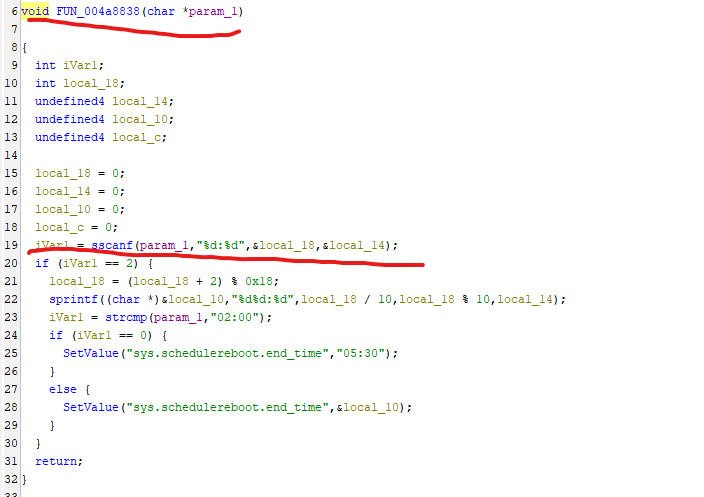 6 void FUN_004a8838(char *param_1)
7
8 {
9 int iVar1;
10 int local_18;
11 undefined4 local_14;
12 undefined4 local_10;
13 undefined4 local_c;
14
15 local_18 = 0;
16 local_14 = 0;
17 local_10 = 0;
18 local_c = 0;
19 iVar1 = sscanf(param_1,"%d:%d",&local_18,&local_14);
20 if (iVar1 == 2) {
21 local_18 = (local_18 + 2) % 0x18;
22 sprintf((char *)&local_10,"%d%d:%d",local_18 / 10,local_18 % 10,local_14);
23 iVar1 = strcmp(param_1,"02:00");
24 if (iVar1 == 0) {
25 SetValue("sys.schedulereboot.end_time","05:30");
26 }
27 else {
28 SetValue("sys.schedulereboot.end_time",&local_10);
29 }
30 }
31 return;
32 }